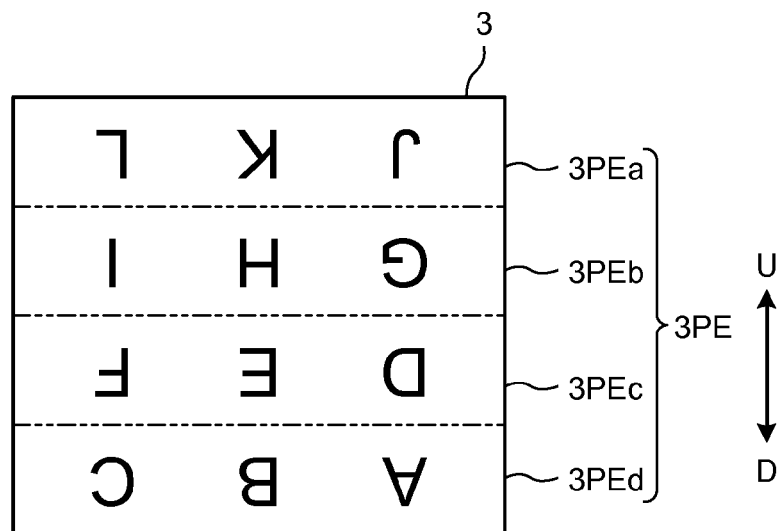 3
A B C
D E F
G H I
J K L
3PEa
3PEb
3PEc
3PEd
3PE
U
D